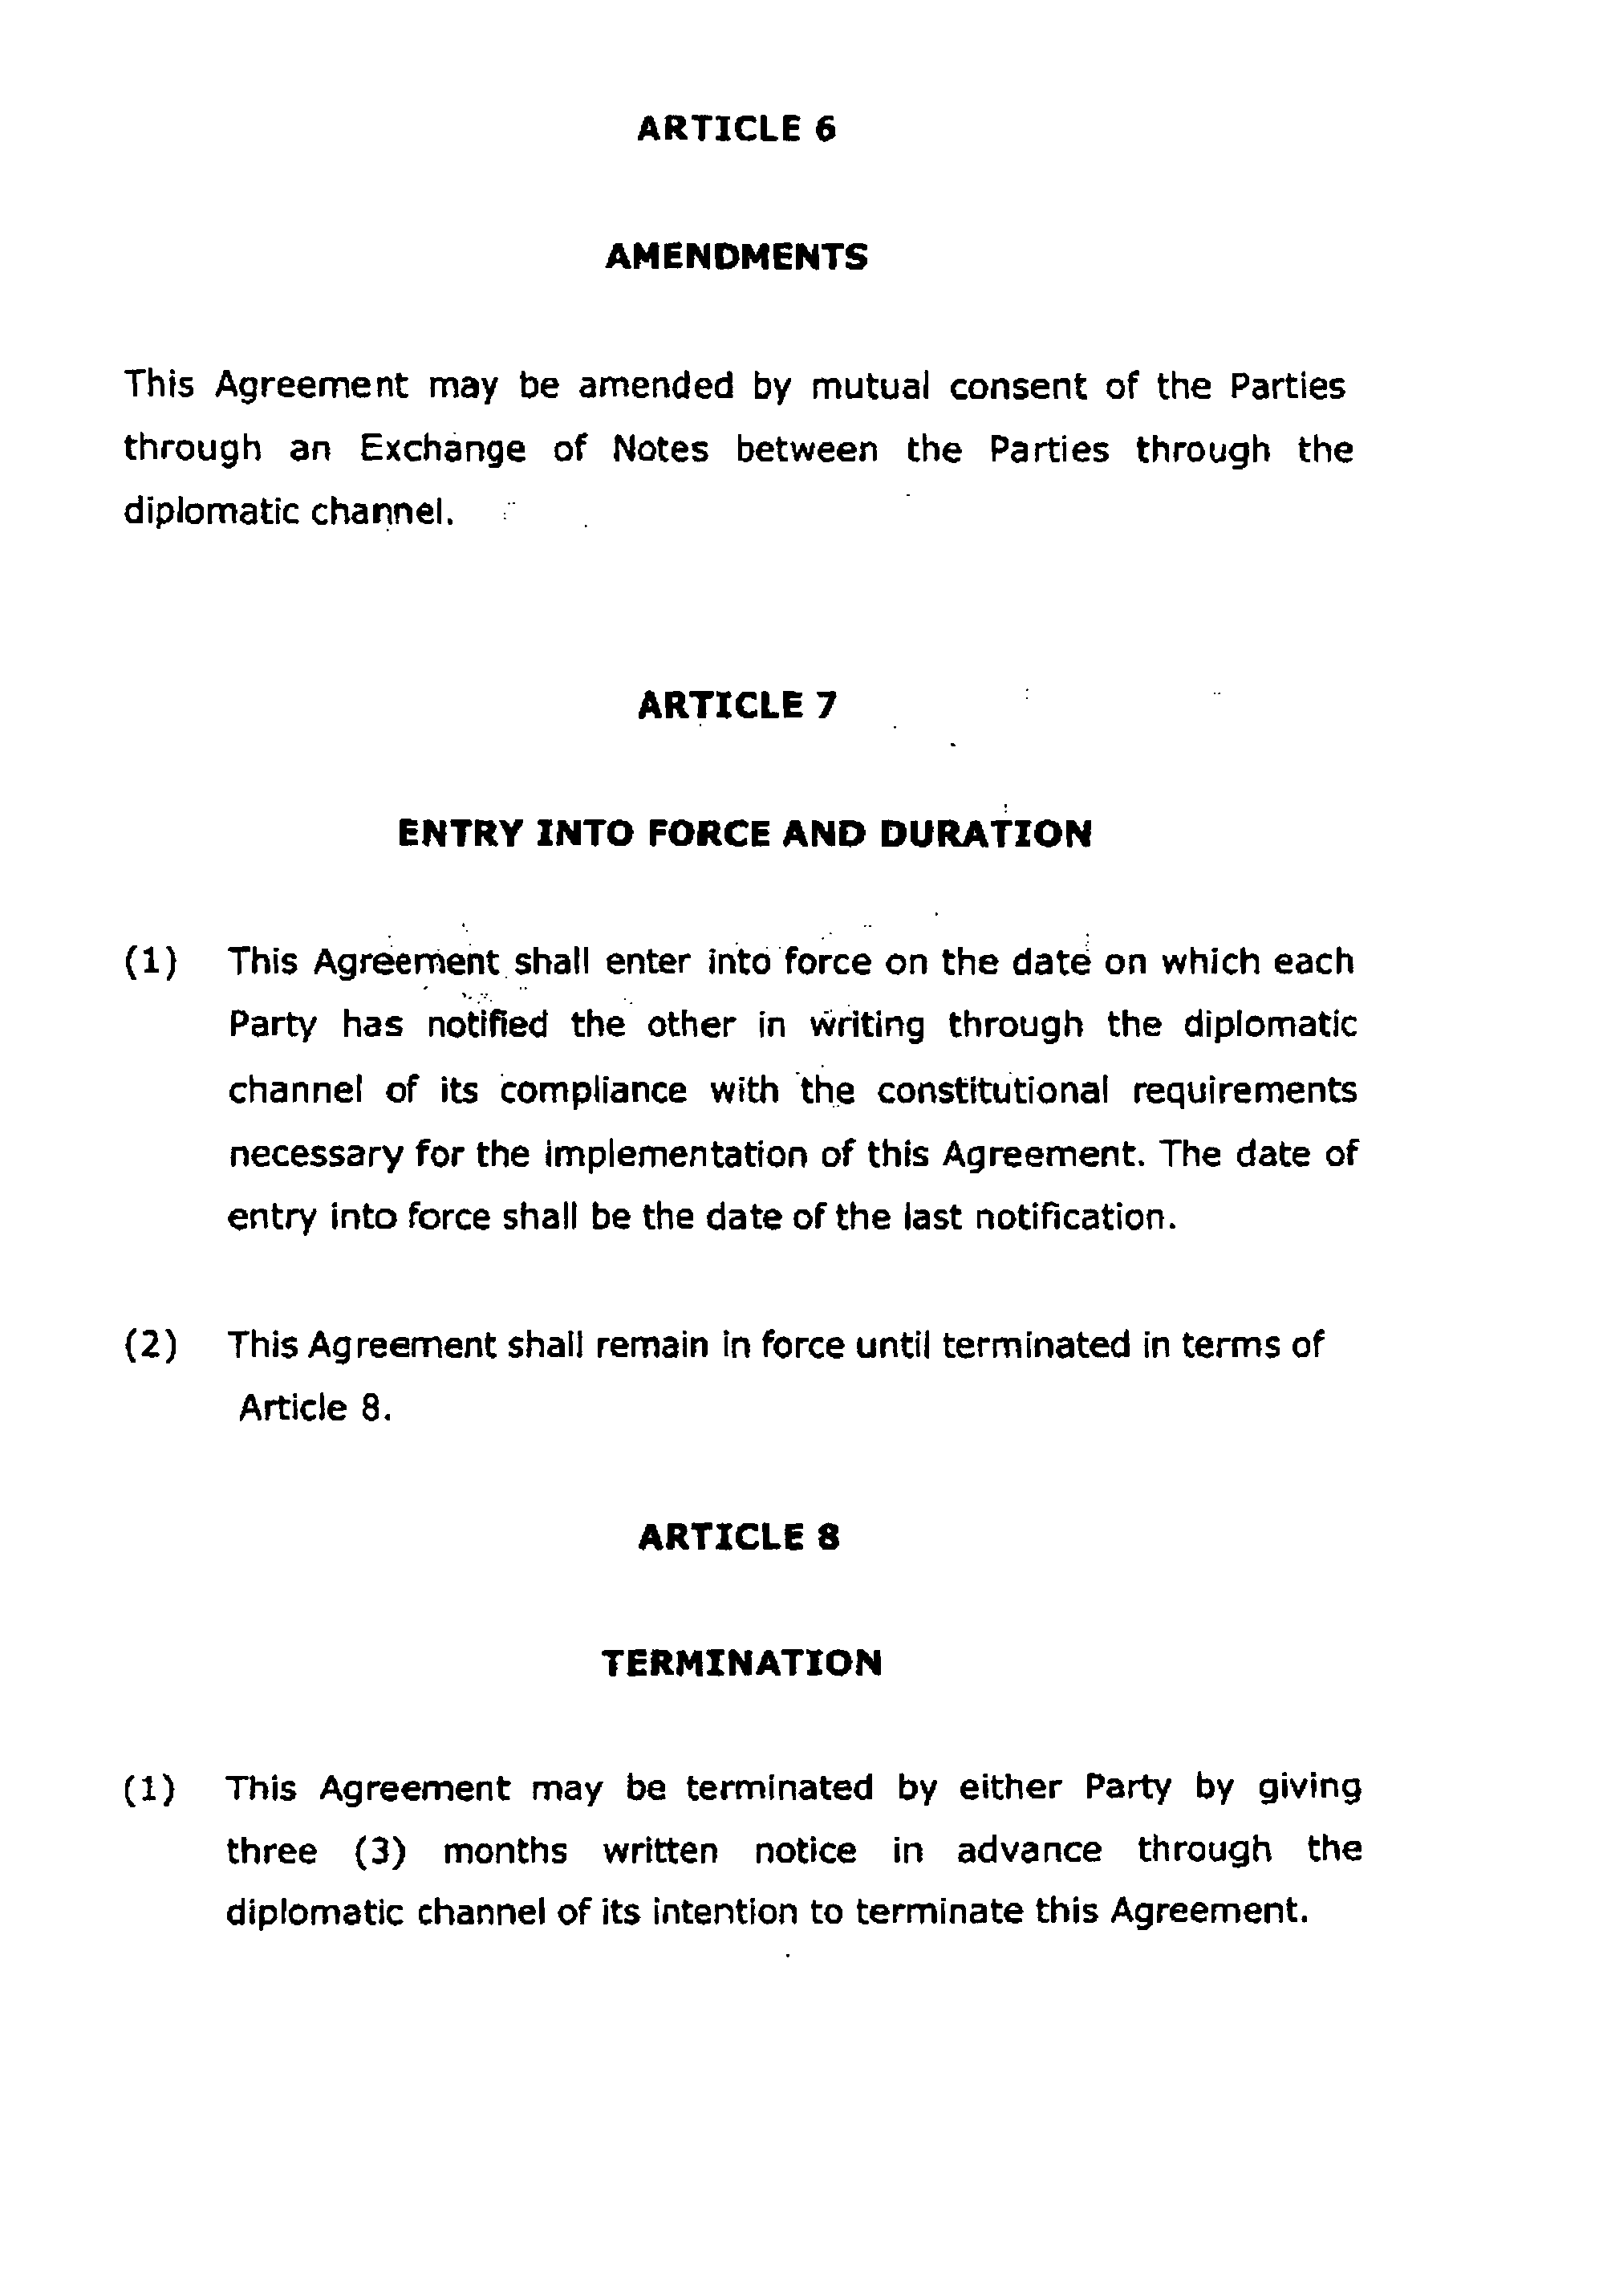 ARTICLE 6
AMENDMENTS
This Agreement may be amended by mutual consent of the Parties
through an Exchange of Notes between the Parties through the
diplomatic channel.
ARTICLE 7
ENTRY INTO FORCE AND DURATION
(1) This Agreement shall enter into force on the date on which each
Party has notified the other in writing through the diplomatic
channel of its compliance with the constitutional requirements
necessary for the implementation of this Agreement. The date of
entry into force shall be the date of the last notification.
(2) This Agreement shall remain in force until terminated in terms of
Article 8.
ARTICLE 8
TERMINATION
(1) This Agreement may be terminated by either Party by giving
three (3) months written notice in advance through the
diplomatic channel of its intention to terminate this Agreement.